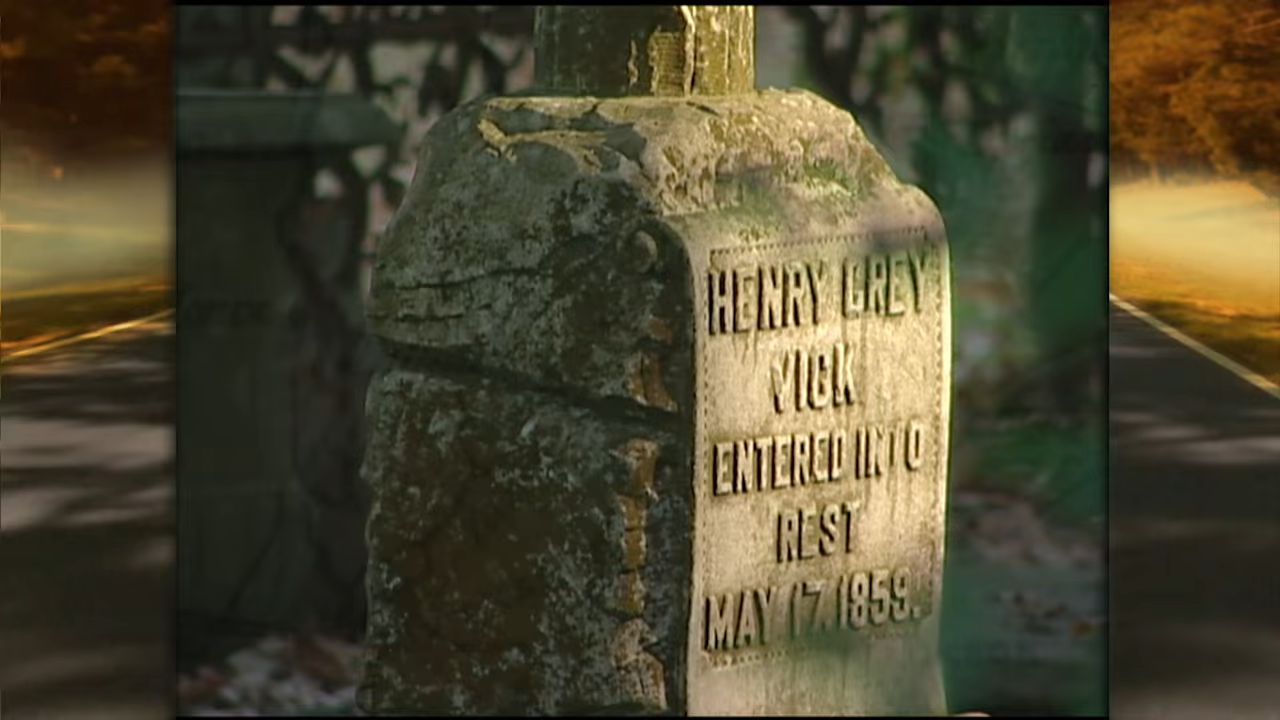 HENRY GREY
VICK
ENTERED INTO
REST
MAY 17, 1859.